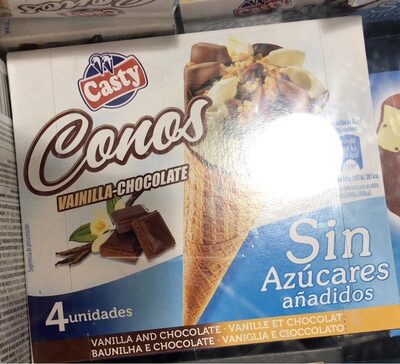 Casty
Conos
VAINILLA-CHOCOLATE
Sin
Azúcares
añadidos
4 unidades
VANILLA AND CHOCOLATE · VANILLE ET CHOCOLAT
BAUNILHA E CHOCOLATE · VANIGLIA E CIOCCOLATO